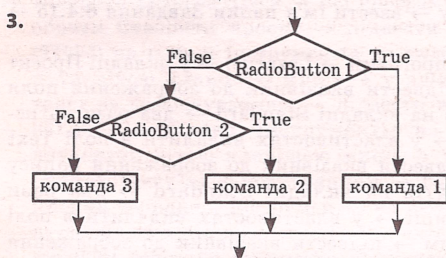 3.
False
RadioButton 1
True
False
RadioButton 2
True
команда 3
команда 2
команда 1